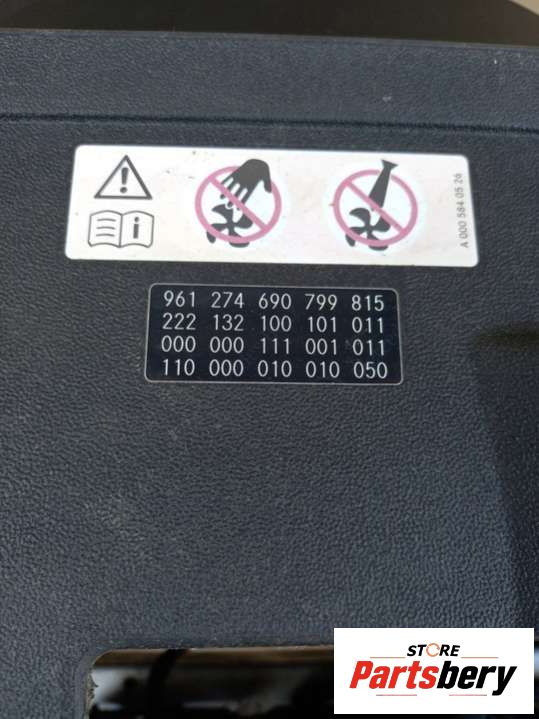 A 000 584 05 26
961 274 690 799 815
222 132 100 101 011
000 000 111 001 011
110 000 010 010 050
STORE
Partsbery